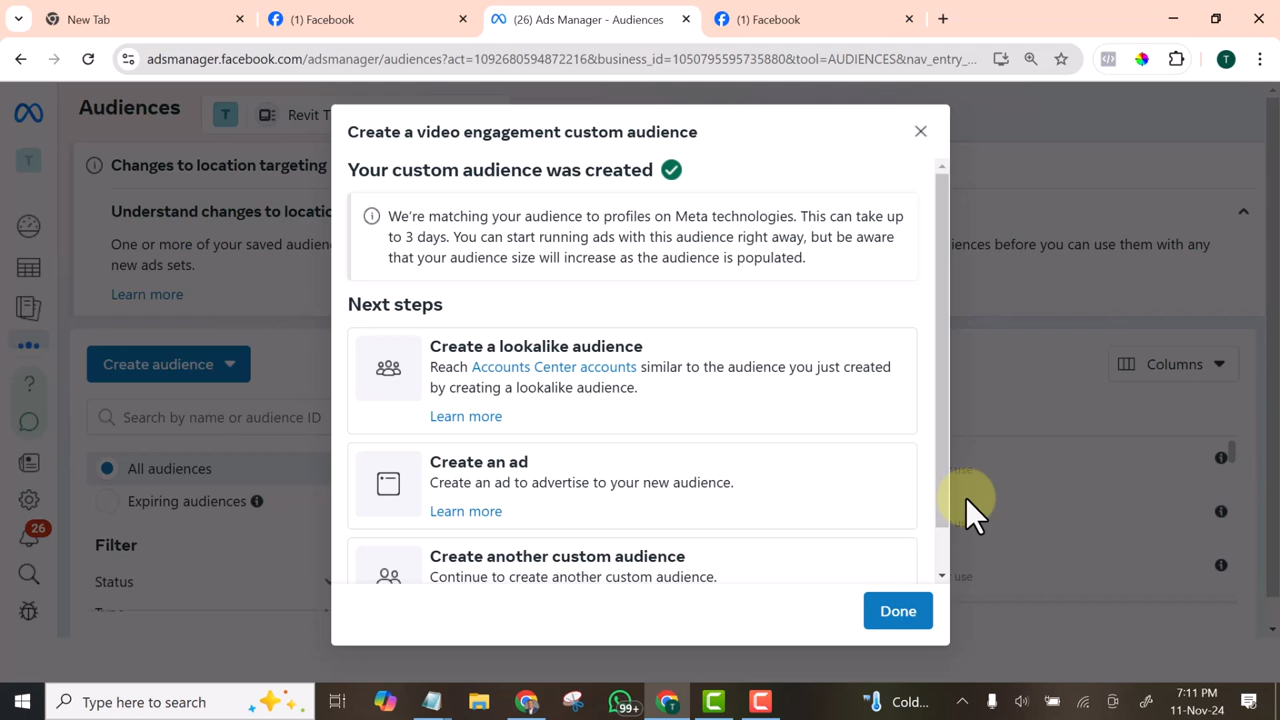 New Tab
(1) Facebook
(26) Ads Manager - Audiences
(1) Facebook
adsmanager.facebook.com/adsmanager/audiences?act=1092680594872216&business_id=1050795595735880&tool=AUDIENCES&nav_entry_...
T
Audiences
T
Revit T
T
Changes to location targeting
Understand changes to locatio
One or more of your saved audien
iences before you can use them with any
new ads sets.
Learn more
Create audience
Columns
Search by name or audience ID
All audiences
Expiring audiences
Filter
Status
use
26
Create a video engagement custom audience
Your custom audience was created
We're matching your audience to profiles on Meta technologies. This can take up
to 3 days. You can start running ads with this audience right away, but be aware
that your audience size will increase as the audience is populated.
Next steps
Create a lookalike audience
Reach Accounts Center accounts similar to the audience you just created
by creating a lookalike audience.
Learn more
Create an ad
Create an ad to advertise to your new audience.
Learn more
Create another custom audience
Continue to create another custom audience.
Done
Type here to search
99+
Cold...
7:11 PM
11-Nov-24